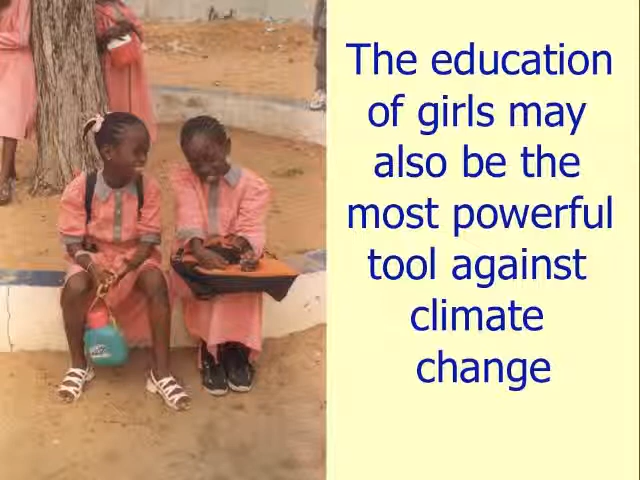 The education
of girls may
also be the
most powerful
tool against
climate
change